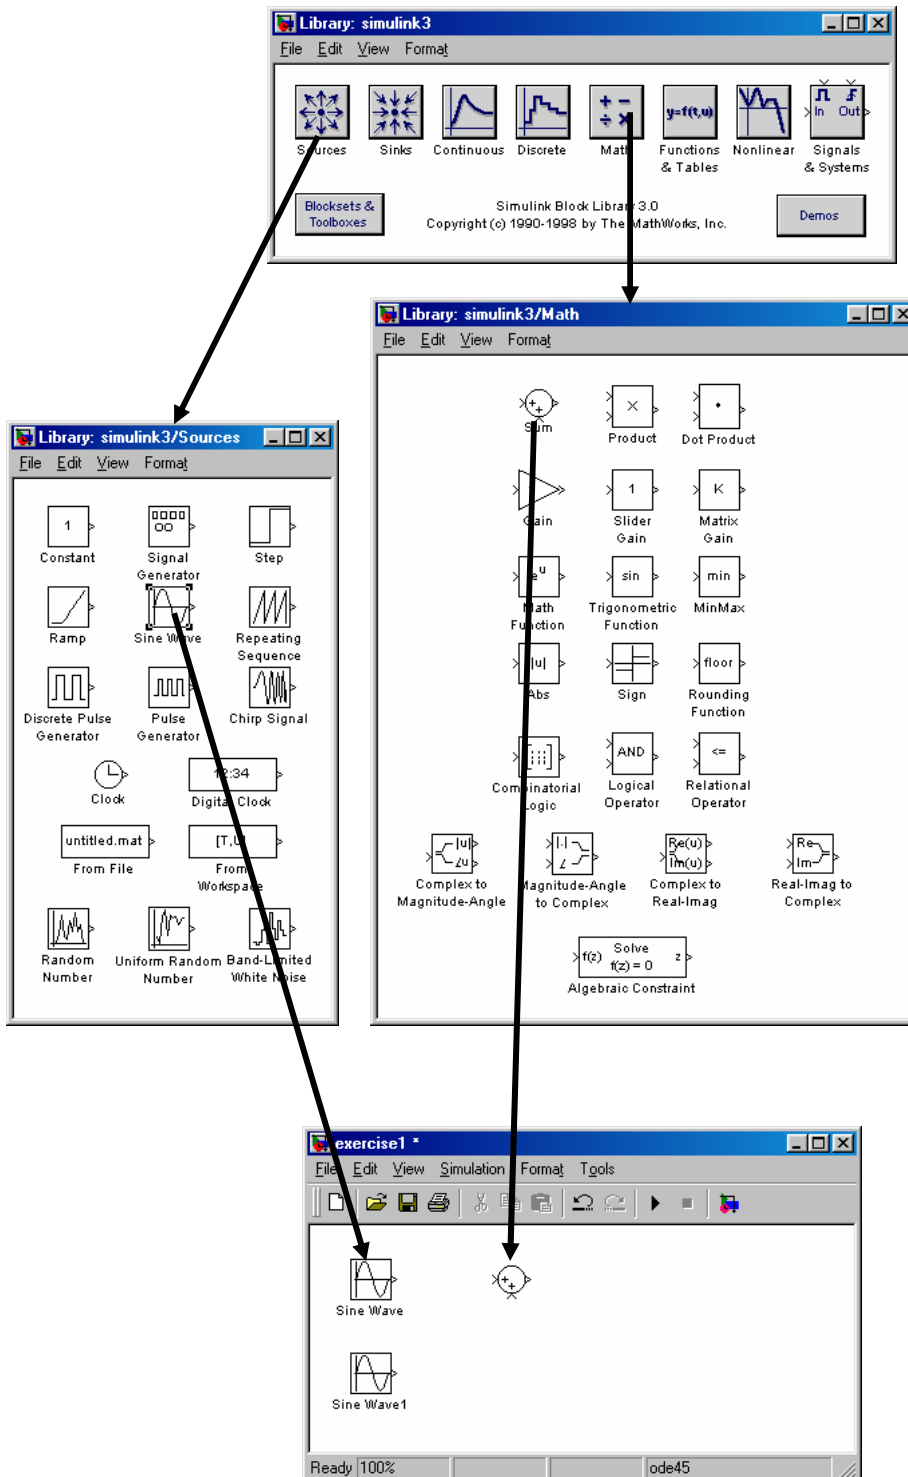 Library: simulink3
File Edit View Format
+ −
÷ ×
y=f(t,u)
In Out
Sources Sinks Continuous Discrete Math Functions & Tables Nonlinear Signals & Systems
Blocksets & Toolboxes
Simulink Block Library 3.0
Copyright (c) 1990-1998 by The MathWorks, Inc.
Demos
Library: simulink3/Math
File Edit View Format
Sum
Product
Dot Product
Gain
1
Slider Gain
K
Matrix Gain
e^u
Math Function
sin
Trigonometric Function
min
MinMax
|u|
Abs
Sign
floor
Rounding Function
Combinatorial Logic
AND
Logical Operator
<=
Relational Operator
|u|
∠u
Complex to Magnitude-Angle
|.|
∠
Magnitude-Angle to Complex
Re(u)
Im(u)
Complex to Real-Imag
Re
Im
Real-Imag to Complex
f(z) Solve z
f(z) = 0
Algebraic Constraint
Library: simulink3/Sources
File Edit View Format
1
Constant
Signal Generator
Step
Ramp
Sine Wave
Repeating Sequence
Discrete Pulse Generator
Pulse Generator
Chirp Signal
Clock
12:34
Digital Clock
untitled.mat
From File
[T,U]
From Workspace
Random Number
Uniform Random Number
Band-Limited White Noise
exercise1 *
File Edit View Simulation Format Tools
Sine Wave
Sine Wave1
Ready 100% ode45